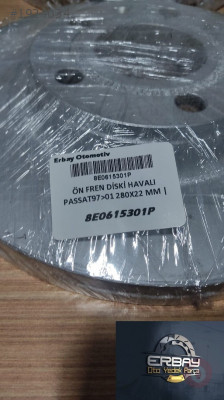 Erbay Otomotiv
8E0615301P
ÖN FREN DİSKİ HAVALI
PASSAT97>01 280X22 MM |
8E0615301P
ERBAY
Oto Yedek Parça